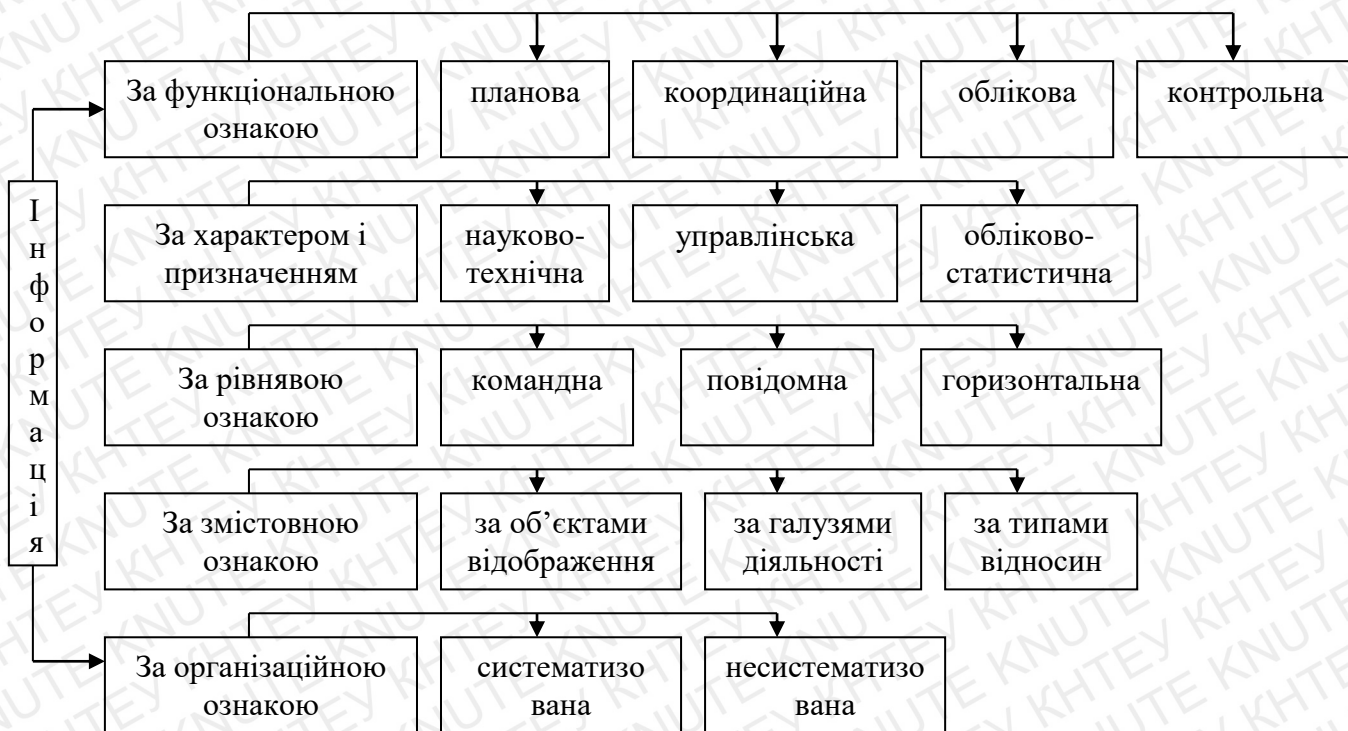 За функціональною
ознакою
планова
координаційна
облікова
контрольна
І
н
ф
о
р
м
а
ц
і
я
За характером і
призначенням
науково-
технічна
управлінська
обліково-
статистична
За рівнявою
ознакою
командна
повідомна
горизонтальна
За змістовною
ознакою
за об’єктами
відображення
за галузями
діяльності
за типами
відносин
За організаційною
ознакою
систематизо
вана
несистематизо
вана
KNUTE КНТЕУ